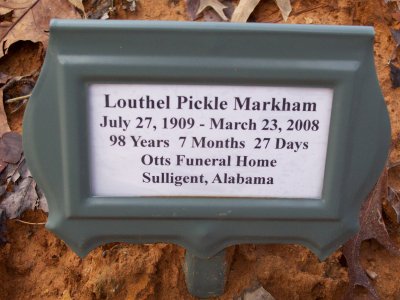 Louthel Pickle Markham
July 27, 1909 - March 23, 2008
98 Years 7 Months 27 Days
Otts Funeral Home
Sulligent, Alabama